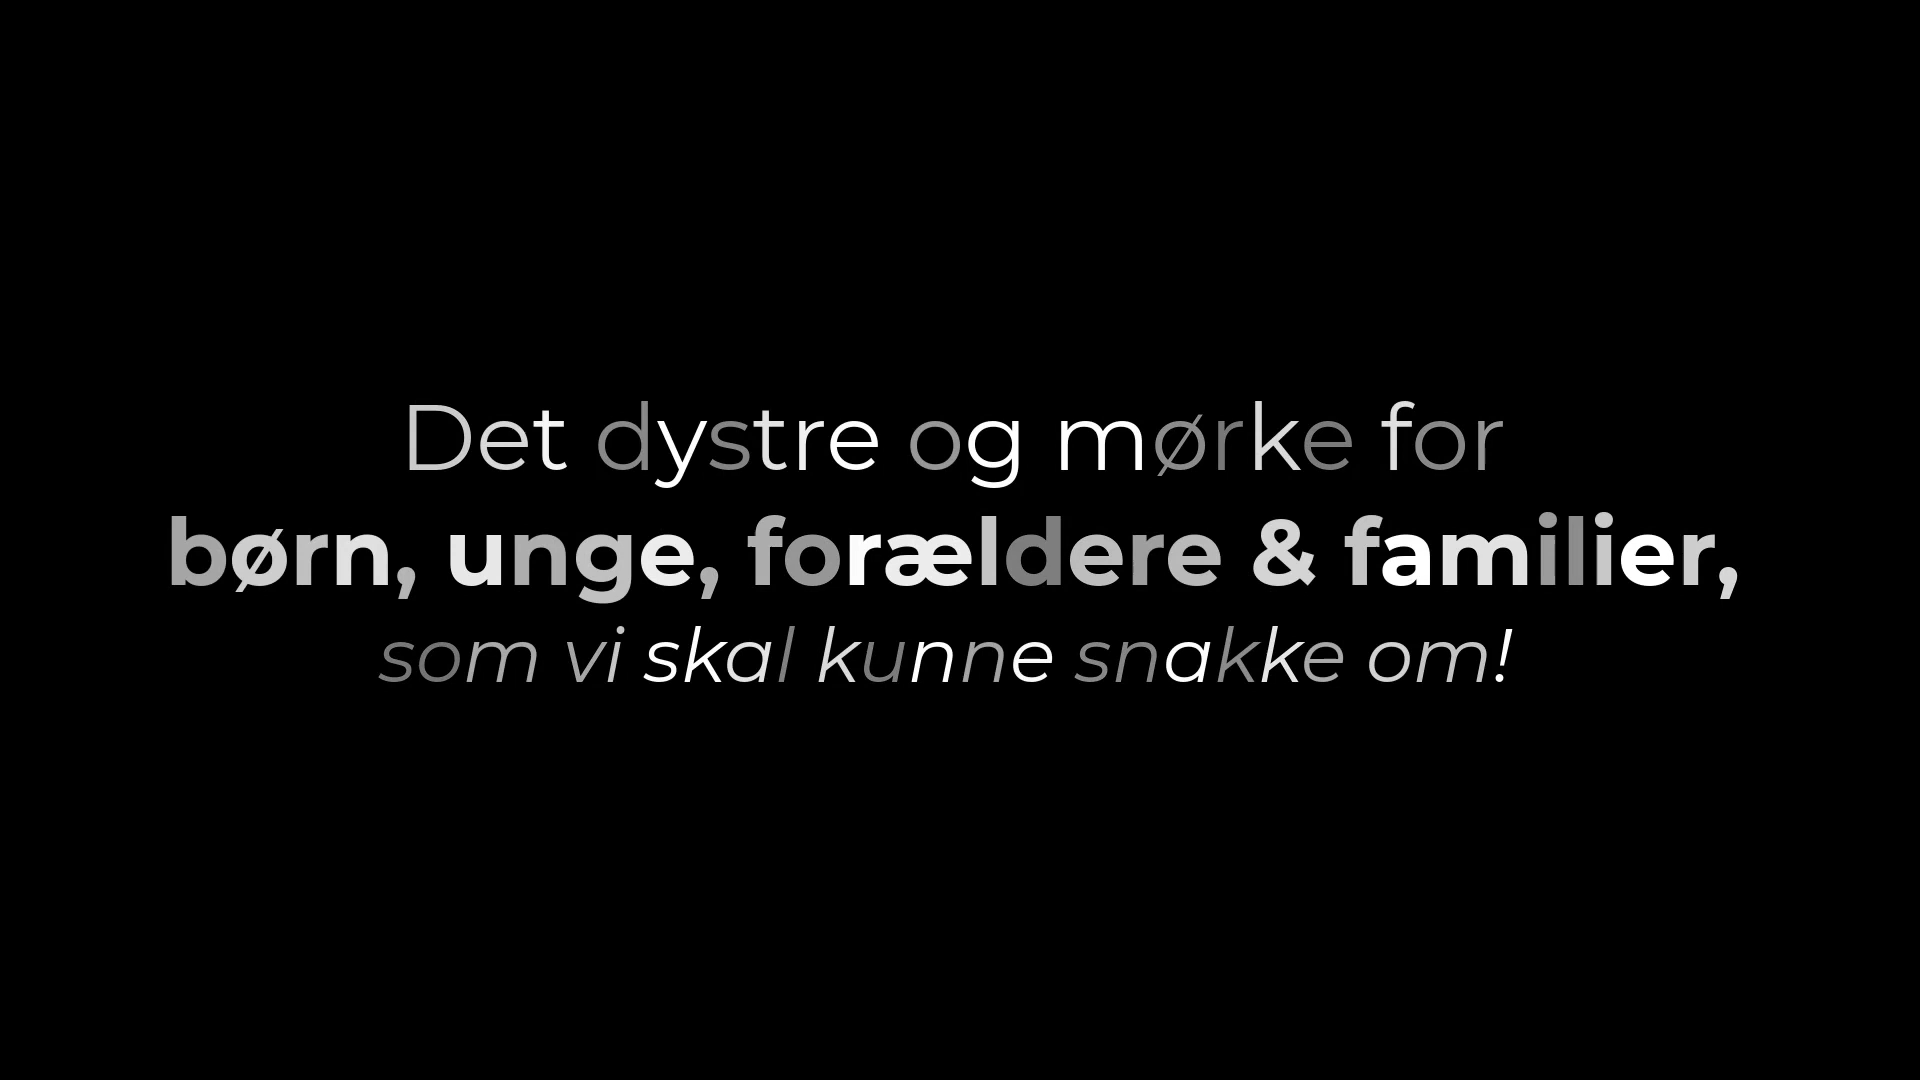 Det dystre og mørke for
børn, unge, forældere & familier,
som vi skal kunne snakke om!